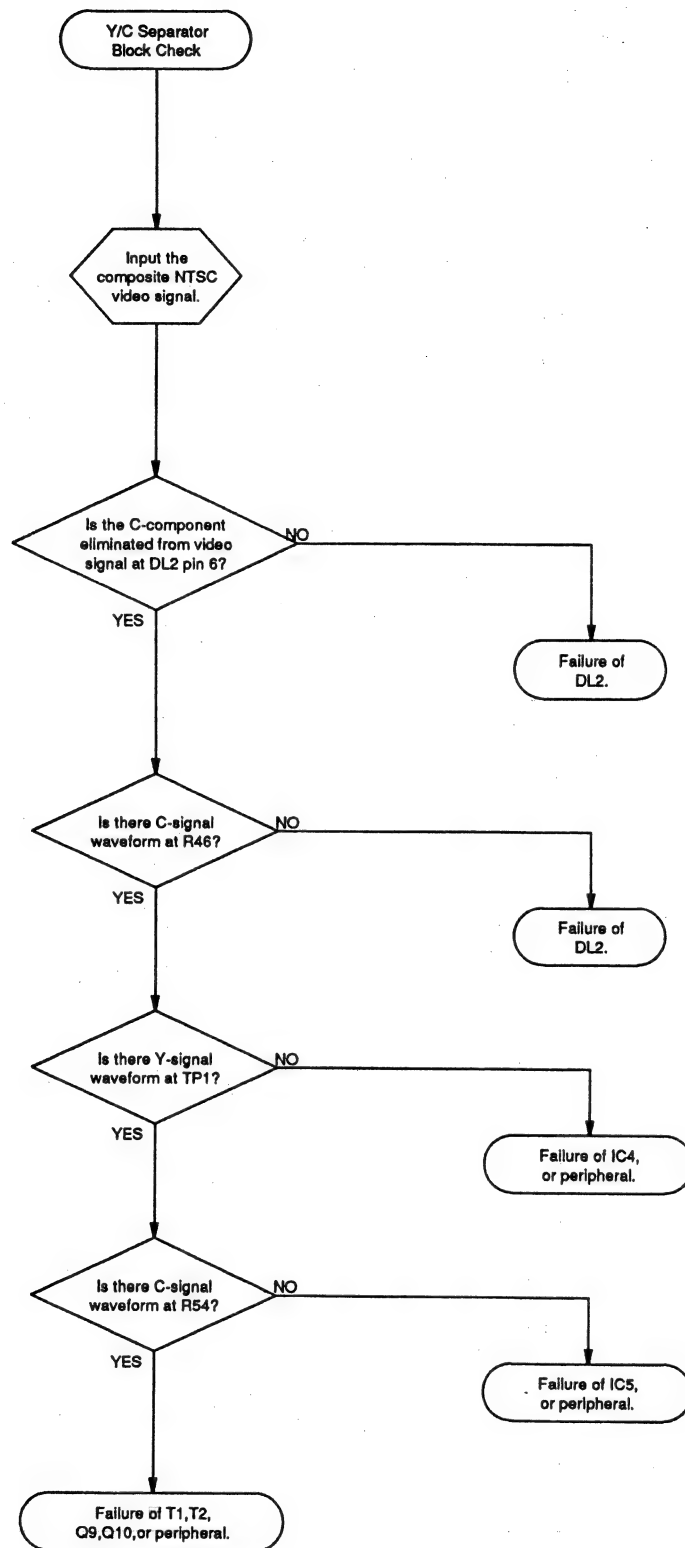 Y/C Separator
Block Check
Input the
composite NTSC
video signal.
Is the C-component
eliminated from video
signal at DL2 pin 6?
NO
YES
Failure of
DL2.
Is there C-signal
waveform at R46?
NO
YES
Failure of
DL2.
Is there Y-signal
waveform at TP1?
NO
YES
Failure of IC4,
or peripheral.
Is there C-signal
waveform at R54?
NO
YES
Failure of IC5,
or peripheral.
Failure of T1,T2,
Q9,Q10,or peripheral.